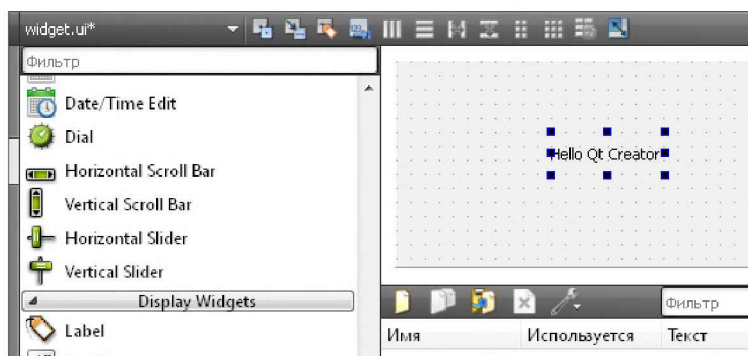 widget.ui*
Фильтр
Date/Time Edit
Dial
Horizontal Scroll Bar
Vertical Scroll Bar
Horizontal Slider
Vertical Slider
Display Widgets
Label
Hello Qt Creator
Фильтр
Имя Используется Текст